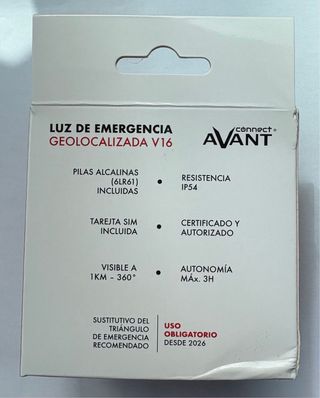 LUZ DE EMERGENCIA
GEOLOCALIZADA V16
connect+
AVANT
PILAS ALCALINAS
(6LR61)
INCLUIDAS
RESISTENCIA
IP54
TAREJTA SIM
INCLUIDA
CERTIFICADO Y
AUTORIZADO
VISIBLE A
1KM – 360°
AUTONOMÍA
MÁx. 3H
SUSTITUTIVO DEL
TRIÁNGULO
DE EMERGENCIA
RECOMENDADO
USO
OBLIGATORIO
DESDE 2026